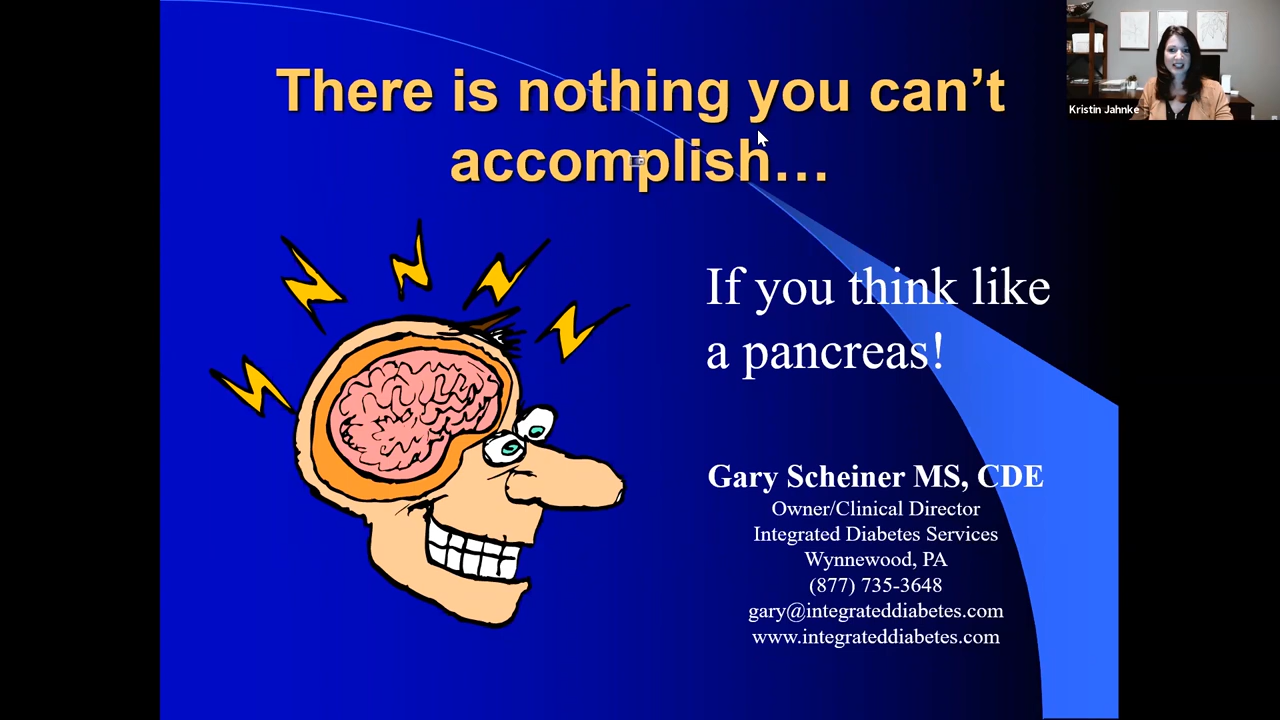 There is nothing you can't
accomplish…
If you think like
a pancreas!
Gary Scheiner MS, CDE
Owner/Clinical Director
Integrated Diabetes Services
Wynnewood, PA
(877) 735-3648
gary@integrateddiabetes.com
www.integrateddiabetes.com
Kristin Jahnke